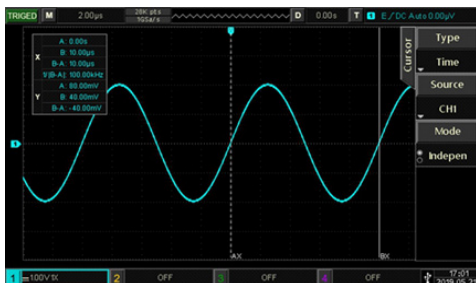 TRIGED M 2.00µs 28K pts 1GSa/s D 0.00s T 1 E./DC Auto 0.00µV
Cursor
Type
Time
Source
CH1
Mode
Indepen
X
A: 0.00s
B: 10.00µs
B-A: 10.00µs
1/|B-A|: 100.00kHz
Y
A: 80.00mV
B: 40.00mV
B-A: -40.00mV
1
AX BX
1 1.00V 1X 2 OFF 3 OFF 4 OFF 17:01